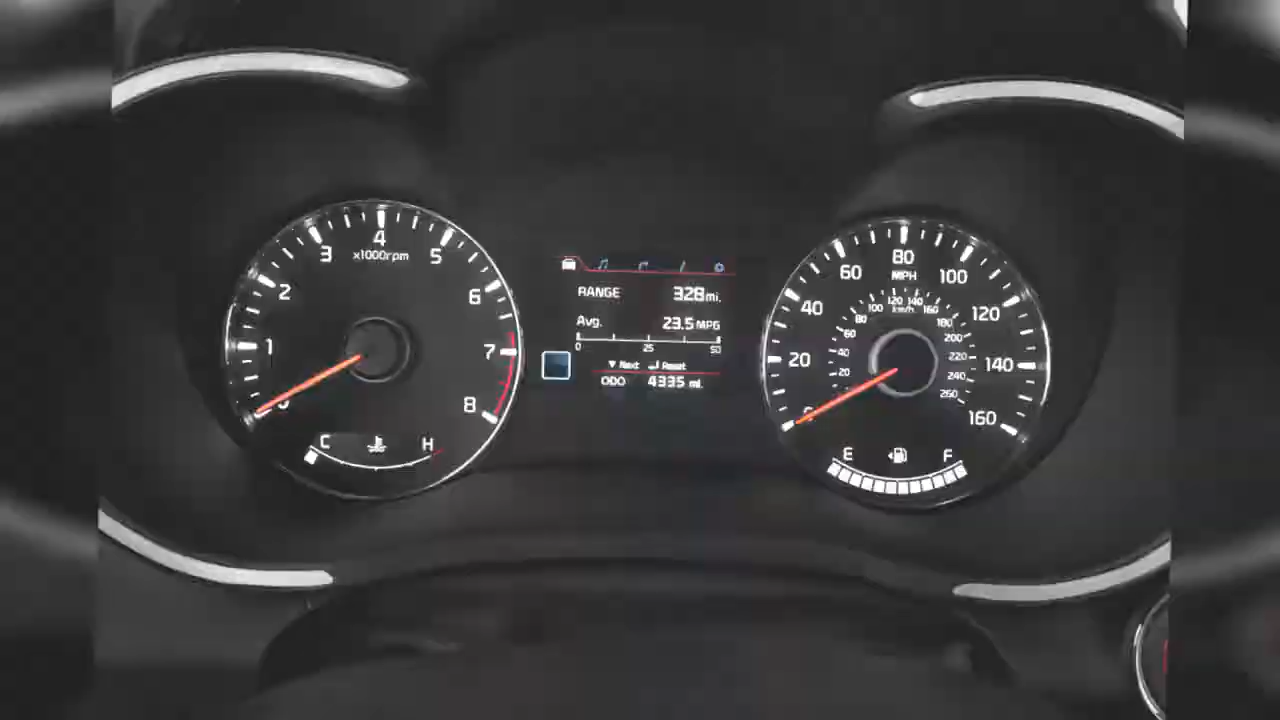 4
3 5
x1000rpm
2 6
1 7
0 8
C H
RANGE 328 mi.
Avg. 23.5 MPG
0 25 50
▼ Next ↲ Reset
ODO 4335 mi.
80
MPH
60 100
40 120
20 140
0 160
120 140
100 km/h 160
80 180
60 200
40 220
20 240
260
E F